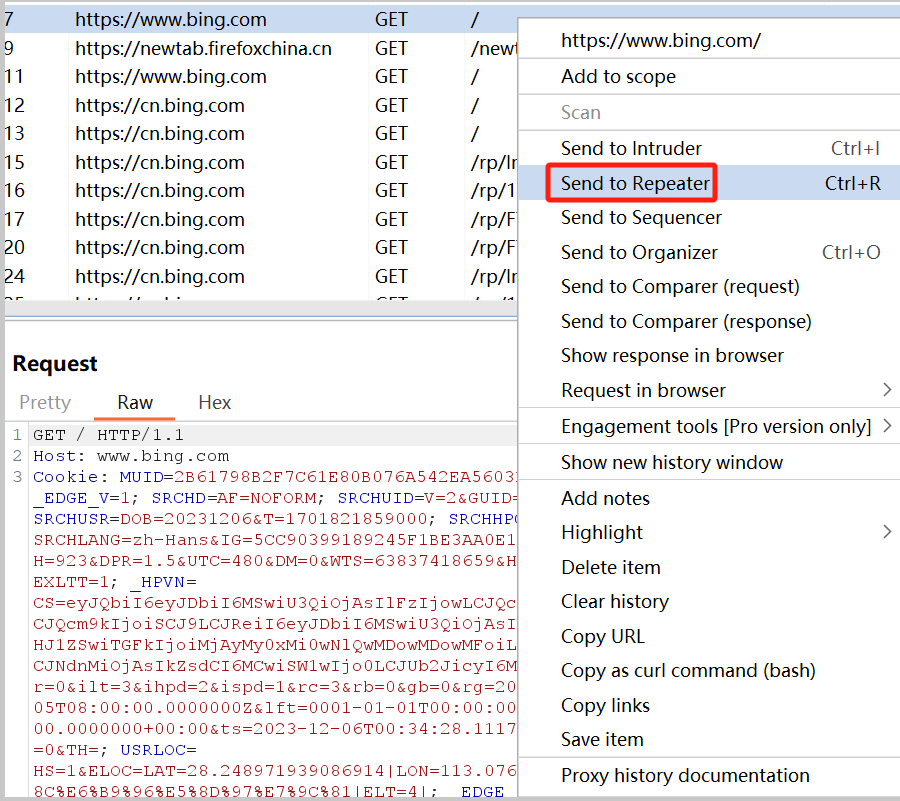 7 https://www.bing.com GET /
9 https://newtab.firefoxchina.cn GET /newt
11 https://www.bing.com GET /
12 https://cn.bing.com GET /
13 https://cn.bing.com GET /
15 https://cn.bing.com GET /rp/In
16 https://cn.bing.com GET /rp/1
17 https://cn.bing.com GET /rp/F
20 https://cn.bing.com GET /rp/F
24 https://cn.bing.com GET /rp/In
https://www.bing.com/
Add to scope
Scan
Send to Intruder Ctrl+I
Send to Repeater Ctrl+R
Send to Sequencer
Send to Organizer Ctrl+O
Send to Comparer (request)
Send to Comparer (response)
Show response in browser
Request in browser
Engagement tools [Pro version only]
Show new history window
Add notes
Highlight
Delete item
Clear history
Copy URL
Copy as curl command (bash)
Copy links
Save item
Proxy history documentation
Request
Pretty Raw Hex
1 GET / HTTP/1.1
2 Host: www.bing.com
3 Cookie: MUID=2B61798B2F7C61E80B076A542EA5603
_EDGE_V=1; SRCHD=AF=NOFORM; SRCHUID=V=2&GUID=
SRCHUSR=DOB=20231206&T=1701821859000; SRCHHPG
SRCHLANG=zh-Hans&IG=5CC90399189245F1BE3AA0E1
H=923&DPR=1.5&UTC=480&DM=0&WTS=63837418659&H
EXLTT=1; _HPVN=
CS=eyJQbiI6eyJDbiI6MSwiU3QiOjAsIlFzIjowLCJQc
CJQcm9kIjoiSCJ9LCJReiI6eyJDbiI6MSwiU3QiOjAsI
HJ1ZSwiTGFkIjoiMjAyMy0xMi0wNlQwMDowMDowMFoiL
CJNdnMiOjAsIkZsdCI6MCwiSW1wIjo0LCJUb2JicyI6M
r=0&ilt=3&ihpd=2&ispd=1&rc=3&rb=0&gb=0&rg=20
05T08:00:00.0000000Z&lft=0001-01-01T00:00:00
00.0000000+00:00&ts=2023-12-06T00:34:28.1117
=0&TH=; USRLOC=
HS=1&ELOC=LAT=28.248971939086914|LON=113.076
8C%E6%B9%96%E5%8D%97%E7%9C%81|ELT=4|; _EDGE_